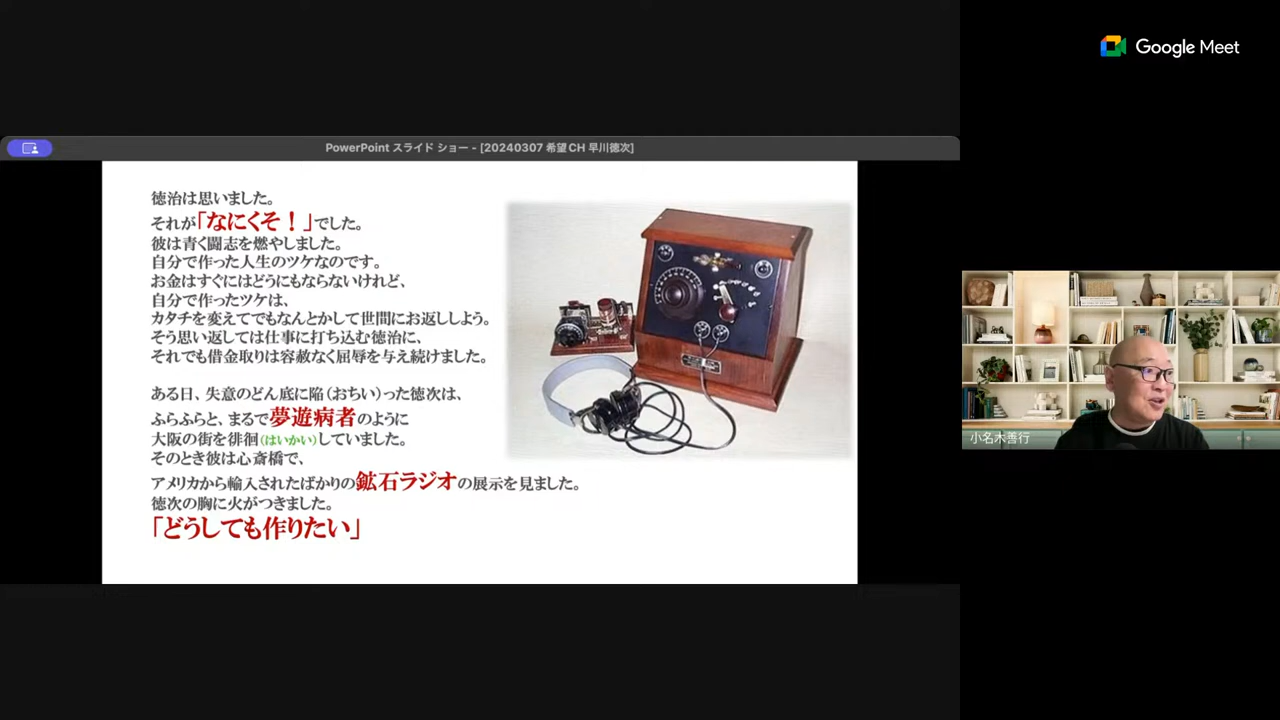 Google Meet
PowerPoint スライド ショー - [20240307 希望CH 早川徳次]
徳治は思いました。
それが「なにくそ！」でした。
彼は青く闘志を燃やしました。
自分で作った人生のツケなのです。
お金はすぐにはどうにもならないけれど、
自分で作ったツケは、
カタチを変えてでもなんとかして世間にお返ししよう。
そう思い返しては仕事に打ち込む徳治に、
それでも借金取りは容赦なく屈辱を与え続けました。
ある日、失意のどん底に陥（おちい）った徳次は、
ふらふらと、まるで夢遊病者のように
大阪の街を徘徊（はいかい）していました。
そのとき彼は心斎橋で、
アメリカから輸入されたばかりの鉱石ラジオの展示を見ました。
徳次の胸に火がつきました。
「どうしても作りたい」
小名木善行